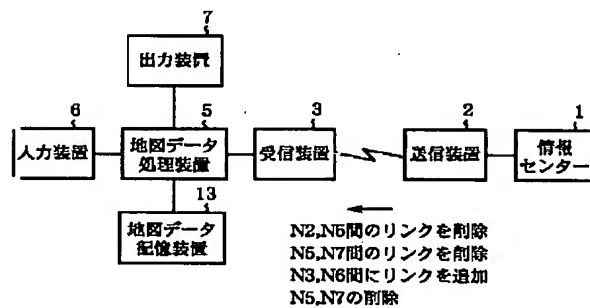 7
出力装置
6
5
3
2
1
入力装置
地図データ
処理装置
受信装置
送信装置
情報
センター
13
地図データ
記憶装置
N2,N5間のリンクを削除
N5,N7間のリンクを削除
N3,N6間にリンクを追加
N5,N7の削除